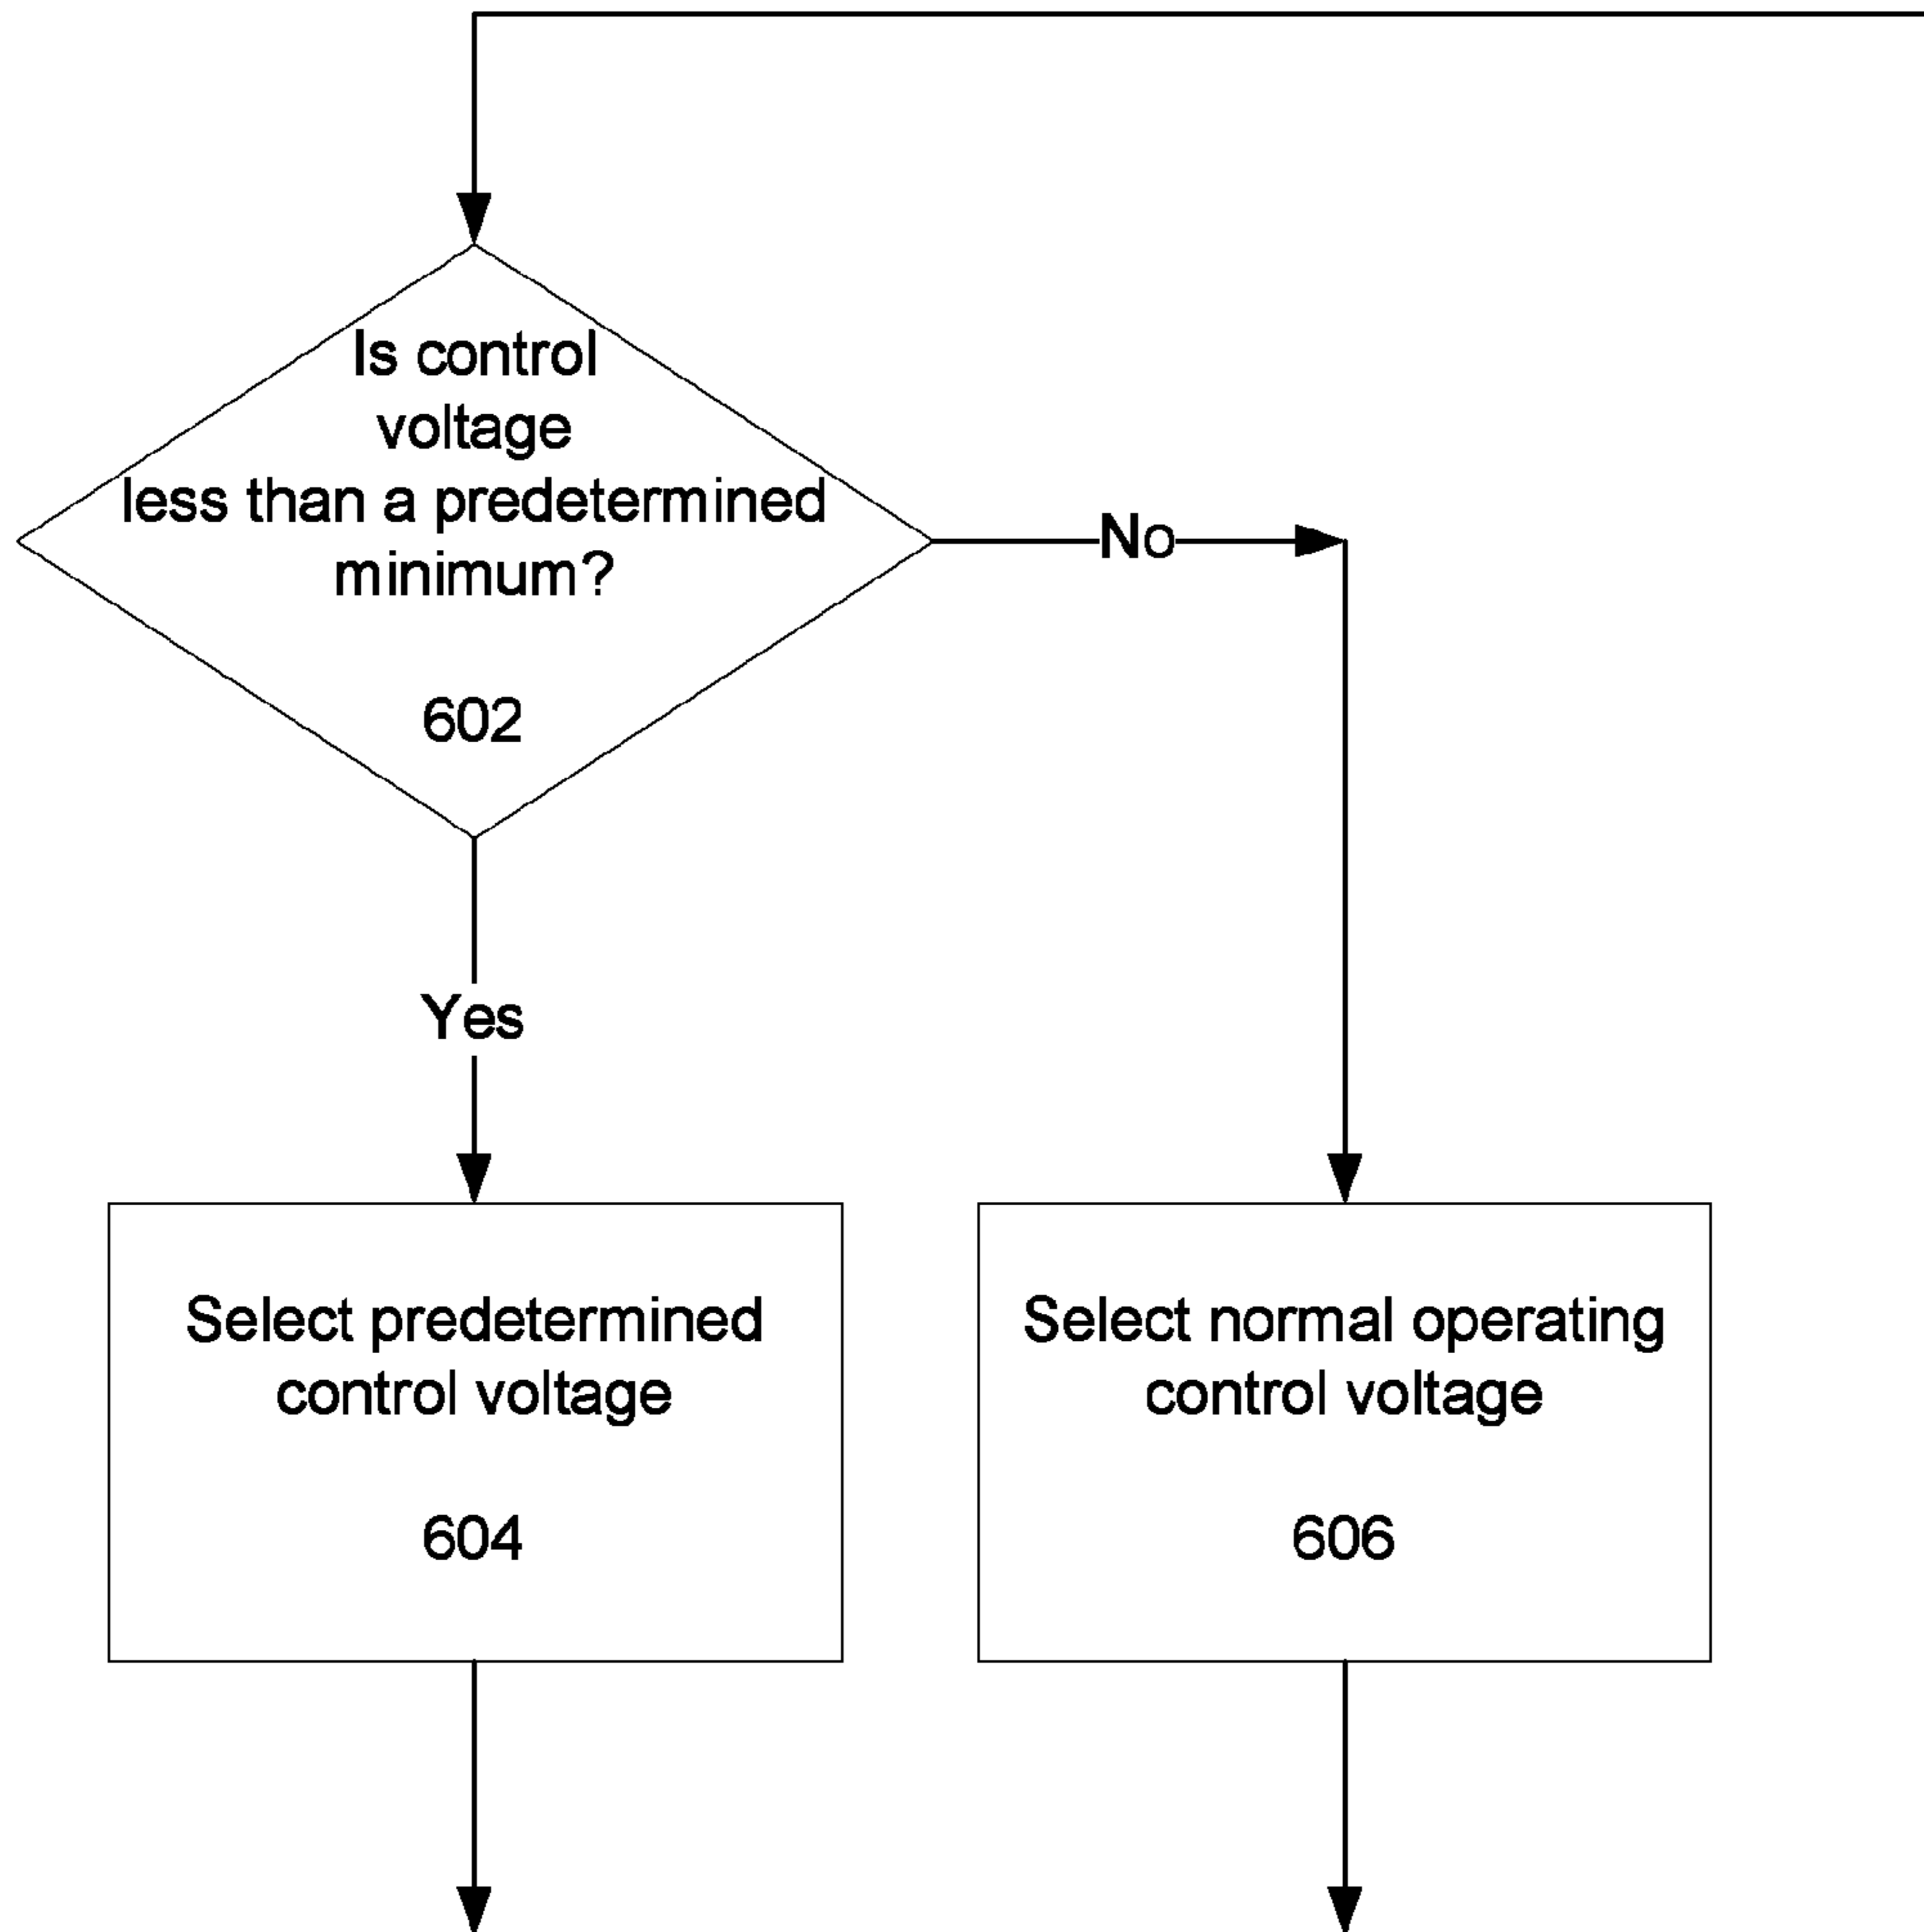 Is control
voltage
less than a predetermined
minimum?
602
No
Yes
Select predetermined
control voltage
604
Select normal operating
control voltage
606